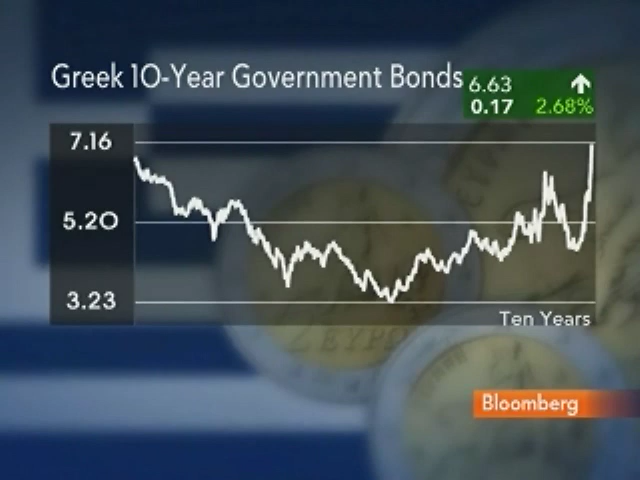 Greek 10-Year Government Bonds
6.63
0.17 2.68%
7.16
5.20
3.23
Ten Years
Bloomberg